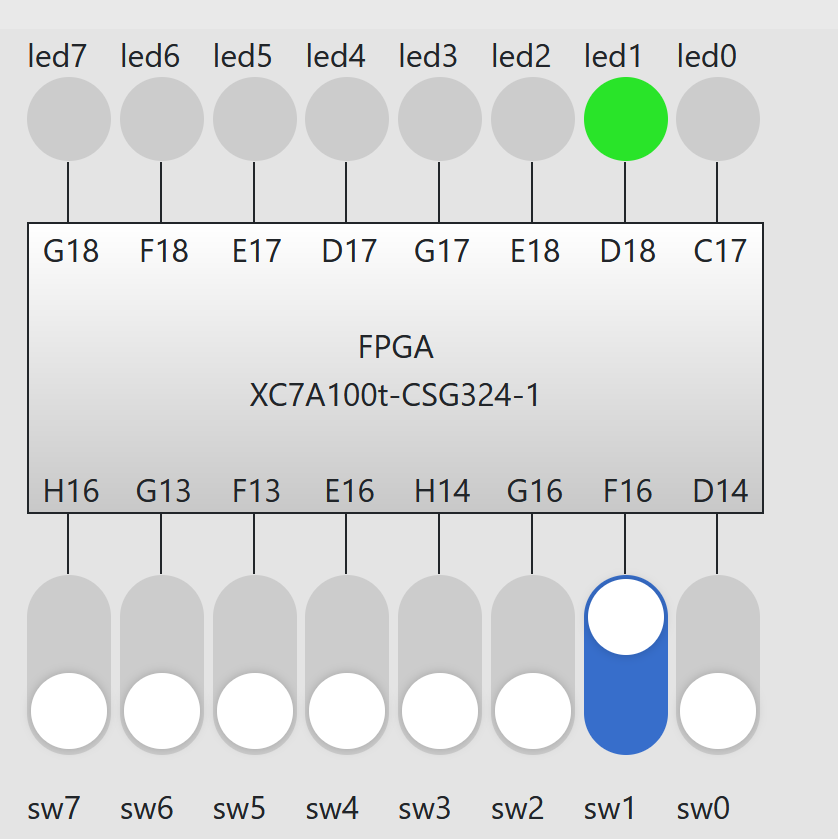 led7 led6 led5 led4 led3 led2 led1 led0
G18 F18 E17 D17 G17 E18 D18 C17
FPGA
XC7A100t-CSG324-1
H16 G13 F13 E16 H14 G16 F16 D14
sw7 sw6 sw5 sw4 sw3 sw2 sw1 sw0